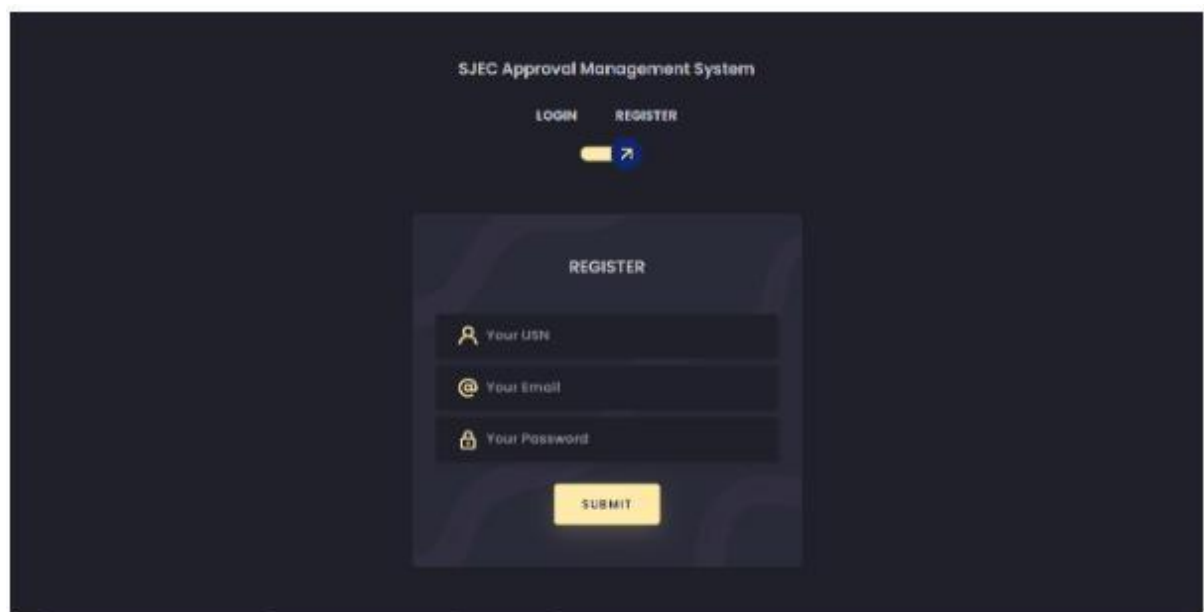 SJEC Approval Management System
LOGIN REGISTER
REGISTER
Your USN
Your Email
Your Password
SUBMIT